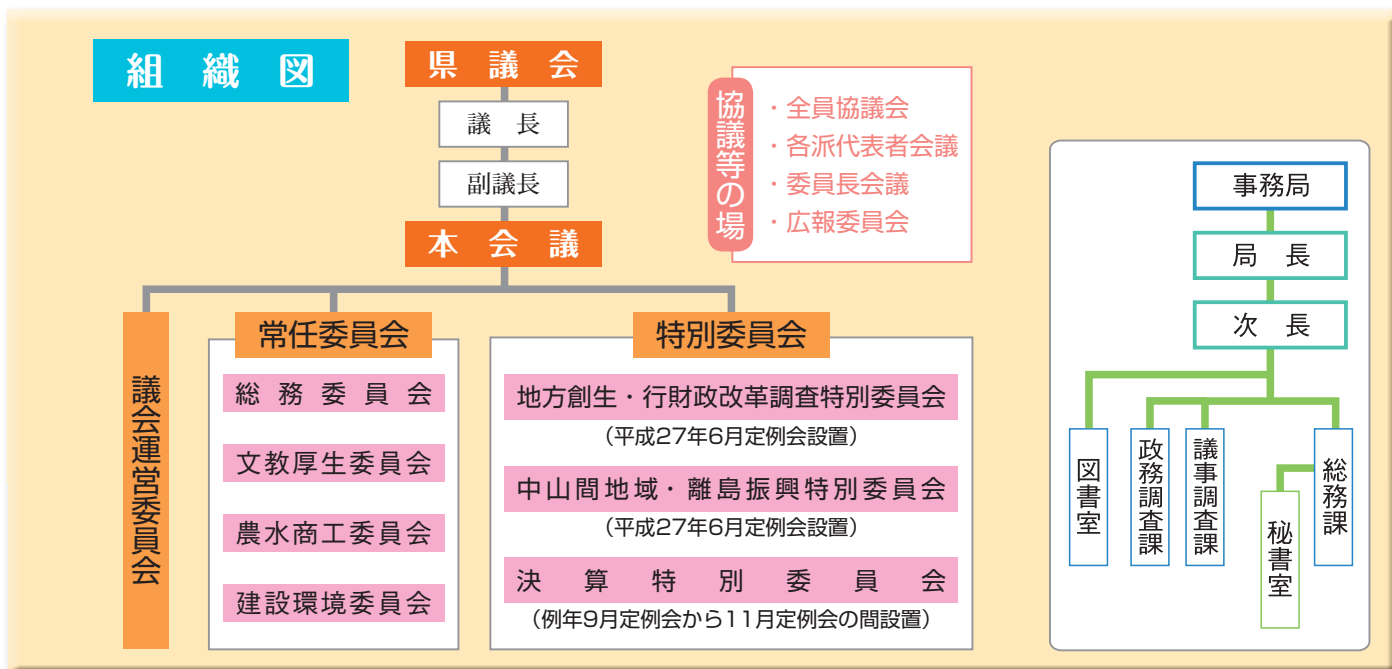 組織図
県議会
議長
副議長
本会議
協議等の場
・全員協議会
・各派代表者会議
・委員長会議
・広報委員会
議会運営委員会
常任委員会
総務委員会
文教厚生委員会
農水商工委員会
建設環境委員会
特別委員会
地方創生・行財政改革調査特別委員会
(平成27年6月定例会設置)
中山間地域・離島振興特別委員会
(平成27年6月定例会設置)
決算特別委員会
(例年9月定例会から11月定例会の間設置)
事務局
局長
次長
図書室
政務調査課
議事調査課
秘書室
総務課